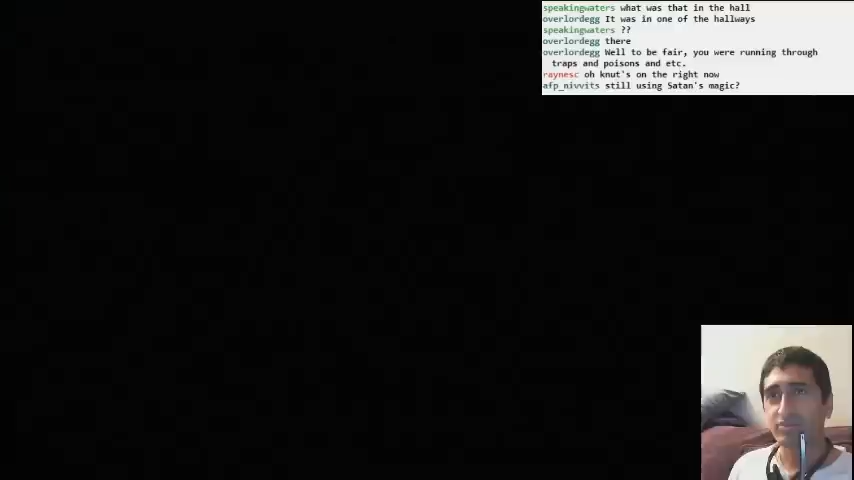 speakingwaters what was that in the hall
overlordegg It was in one of the hallways
speakingwaters ??
overlordegg there
overlordegg Well to be fair, you were running through
traps and poisons and etc.
raynesc oh knut's on the right now
afp_nivvits still using Satan's magic?